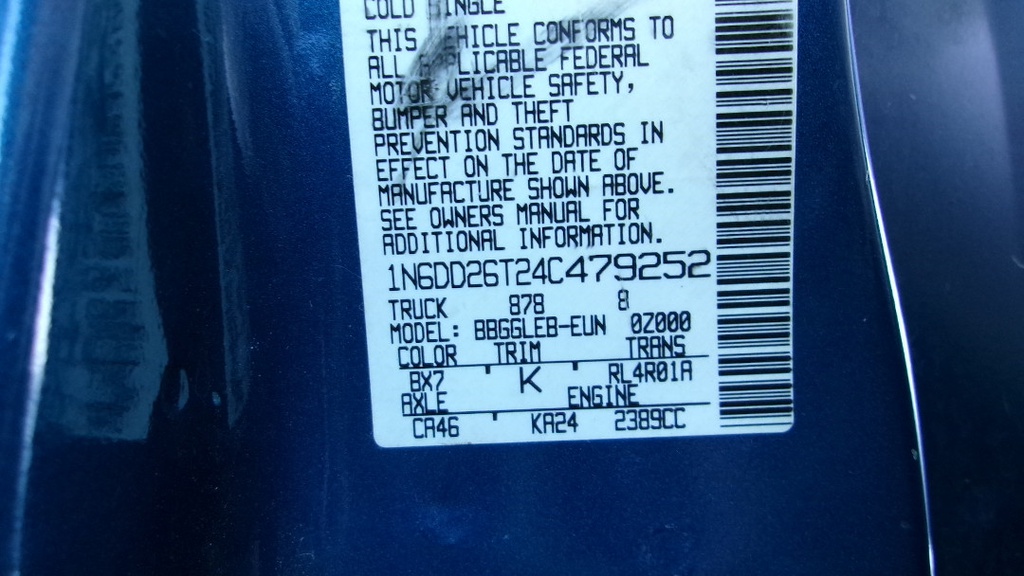 COLD
THIS VEHICLE CONFORMS TO
ALL APPLICABLE FEDERAL
MOTOR VEHICLE SAFETY,
BUMPER AND THEFT
PREVENTION STANDARDS IN
EFFECT ON THE DATE OF
MANUFACTURE SHOWN ABOVE.
SEE OWNERS MANUAL FOR
ADDITIONAL INFORMATION.
1N6DD26T24C479252
TRUCK 878 8
MODEL: BBGGLEB-EUN 0Z000
COLOR TRIM TRANS
BX7 K RL4R01A
AXLE ENGINE
CA46 KA24 2389CC